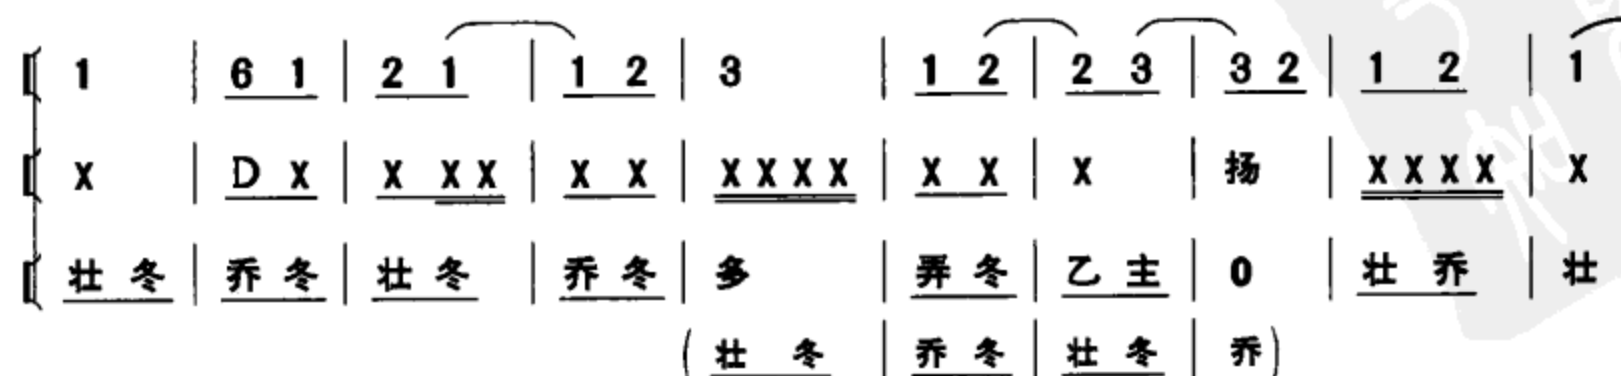 1 | 6 1 | 2 1 | 1 2 | 3 | 1 2 | 2 3 | 3 2 | 1 2 | 1
X | D X | X X X | X X | X X X X | X X | X | 扬 | X X X X | X
壮 冬 | 乔 冬 | 壮 冬 | 乔 冬 | 多 | 弄 冬 | 乙 主 | 0 | 壮 乔 | 壮
(壮 冬 | 乔 冬 | 壮 冬 | 乔)